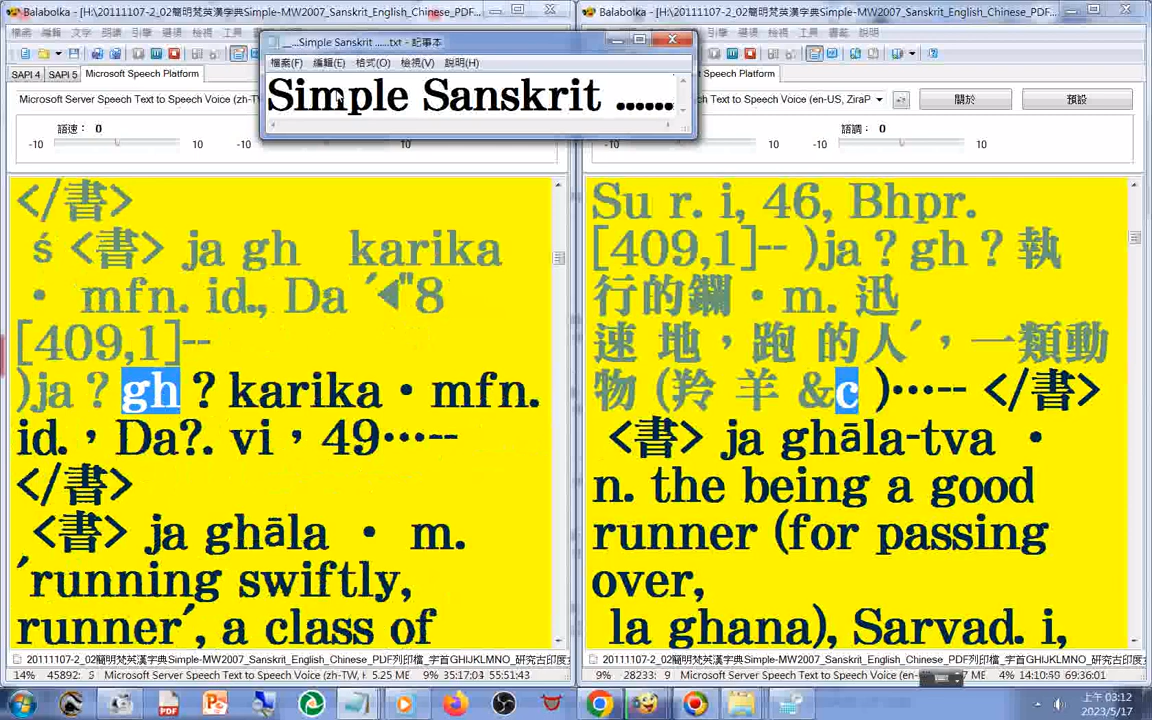 Balabolka - [H:\20111107-2_02簡明梵英漢字典Simple-MW2007_Sanskrit_English_Chinese_PDF...
Balabolka - [H:\20111107-2_02簡明梵英漢字典Simple-MW2007_Sanskrit_English_Chinese_PDF...
SAPI 4 SAPI 5 Microsoft Speech Platform
t Speech Platform
__...Simple Sanskrit ......txt - 記事本
檔案(F) 編輯(E) 格式(O) 檢視(V) 說明(H)
Simple Sanskrit ......
Microsoft Server Speech Text to Speech Voice (zh-TW
ch Text to Speech Voice (en-US, ZiraP
關於
預設
語速： 0
語調： 0
-10 10 10
-10 10
</書>
ś <書> ja gh karika
• mfn. id., Da ´◀"8
[409,1]--
)ja ? gh ? karika • mfn.
id. , Da?. vi , 49…--
</書>
<書> ja ghāla • m.
´running swiftly,
runner´, a class of
Su r. i, 46, Bhpr.
[409,1]-- )ja ? gh ? 執
行的鑭 • m. 迅
速 地，跑 的人´，一類動
物 (羚 羊 &c )…-- </書>
<書> ja ghāla-tva •
n. the being a good
runner (for passing
over,
la ghana), Sarvad. i,
20111107-2_02簡明梵英漢字典Simple-MW2007_Sanskrit_English_Chinese_PDF列印檔_字首GHIJKLMNO_研究古印度
20111107-2_02簡明梵英漢字典Simple-MW2007_Sanskrit_English_Chinese_PDF列印檔_字首GHIJKLMNO_研究古印度
14% 45892: Microsoft Server Speech Text to Speech Voice (zh-TW, 5.25 ME 9% 35:17:04 55:51:43
9% 28233: Microsoft Server Speech Text to Speech Voice 4% 14:10:50 69:36:01
上午 03:12
2023/5/17